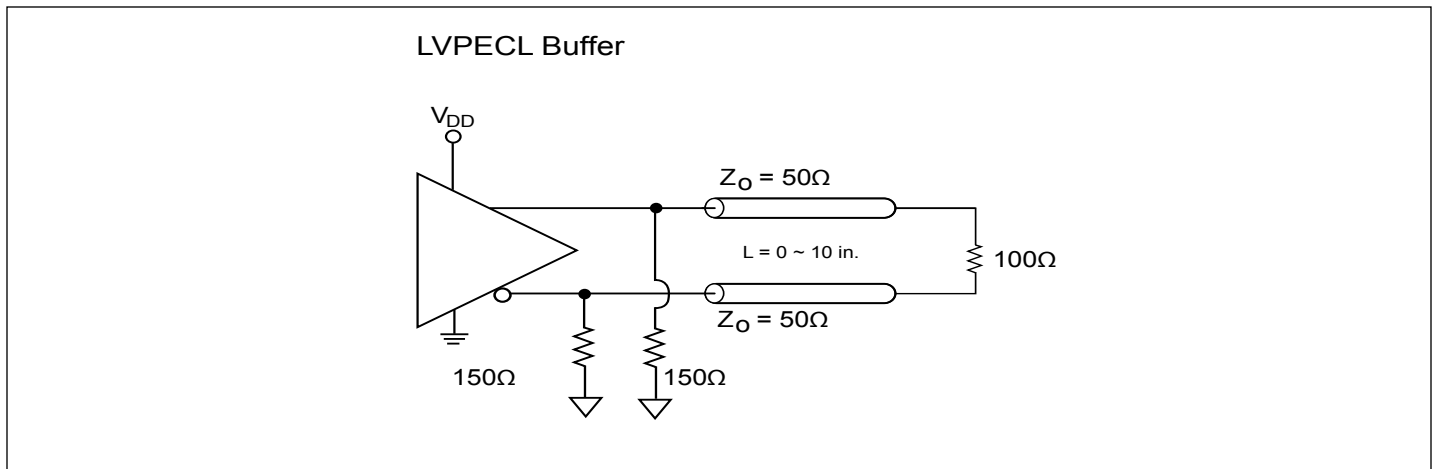 LVPECL Buffer
VDD
Zo = 50Ω
L = 0 ~ 10 in.
100Ω
Zo = 50Ω
150Ω
150Ω